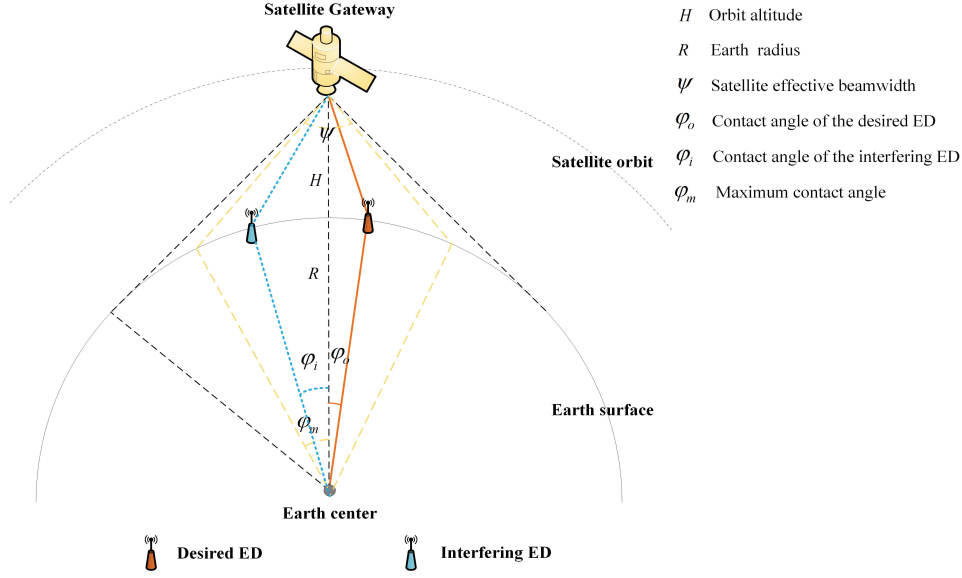 Satellite Gateway
H Orbit altitude
R Earth radius
ψ Satellite effective beamwidth
φo Contact angle of the desired ED
φi Contact angle of the interfering ED
φm Maximum contact angle
ψ
Satellite orbit
H
R
φi
φo
φm
Earth surface
Earth center
Desired ED
Interfering ED